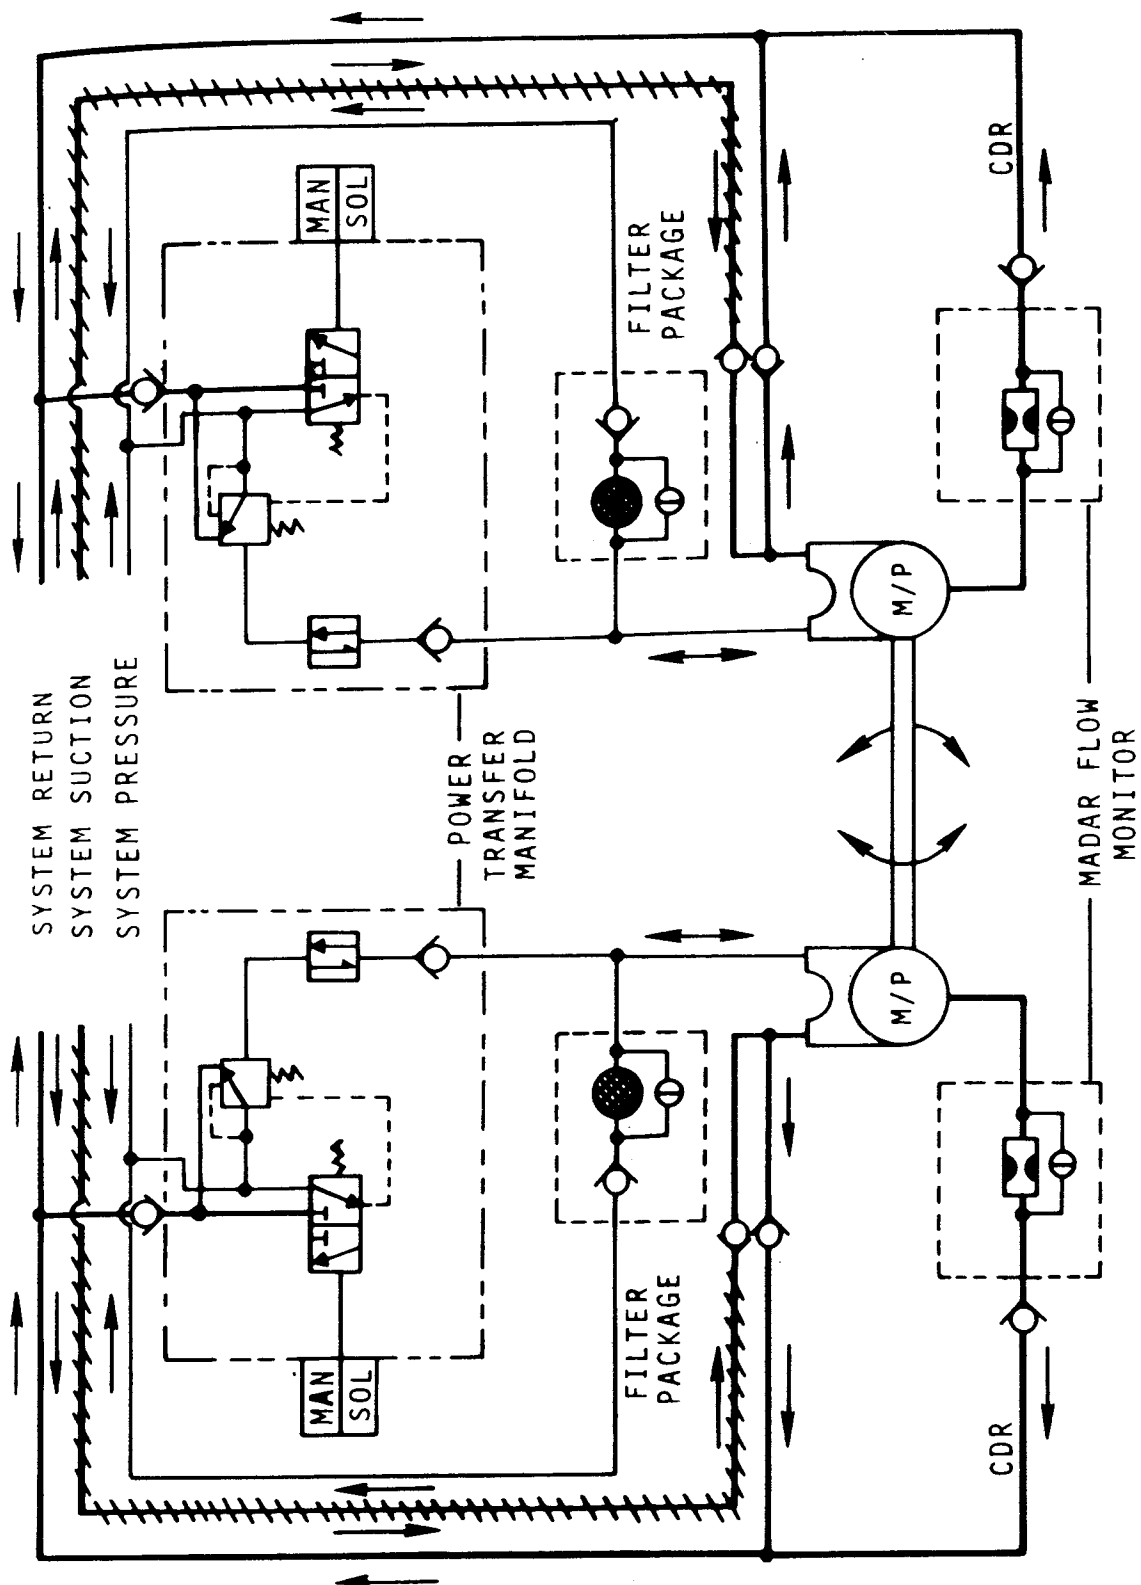 SYSTEM RETURN
SYSTEM SUCTION
SYSTEM PRESSURE
MAN
SOL
MAN
SOL
POWER
TRANSFER
MANIFOLD
FILTER
PACKAGE
FILTER
PACKAGE
M/P
M/P
CDR
CDR
MADAR FLOW
MONITOR